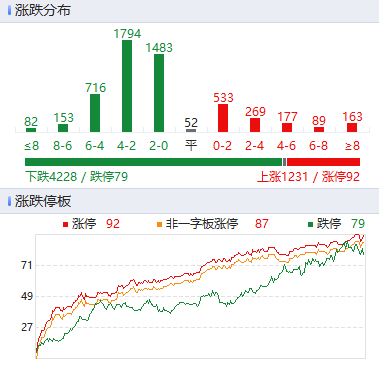 涨跌分布
82 153 716 1794 1483 52 533 269 177 89 163
≤8 8-6 6-4 4-2 2-0 平 0-2 2-4 4-6 6-8 ≥8
下跌4228 / 跌停79 上涨1231 / 涨停92
涨跌停板
涨停 92 非一字板涨停 87 跌停 79
71
49
27